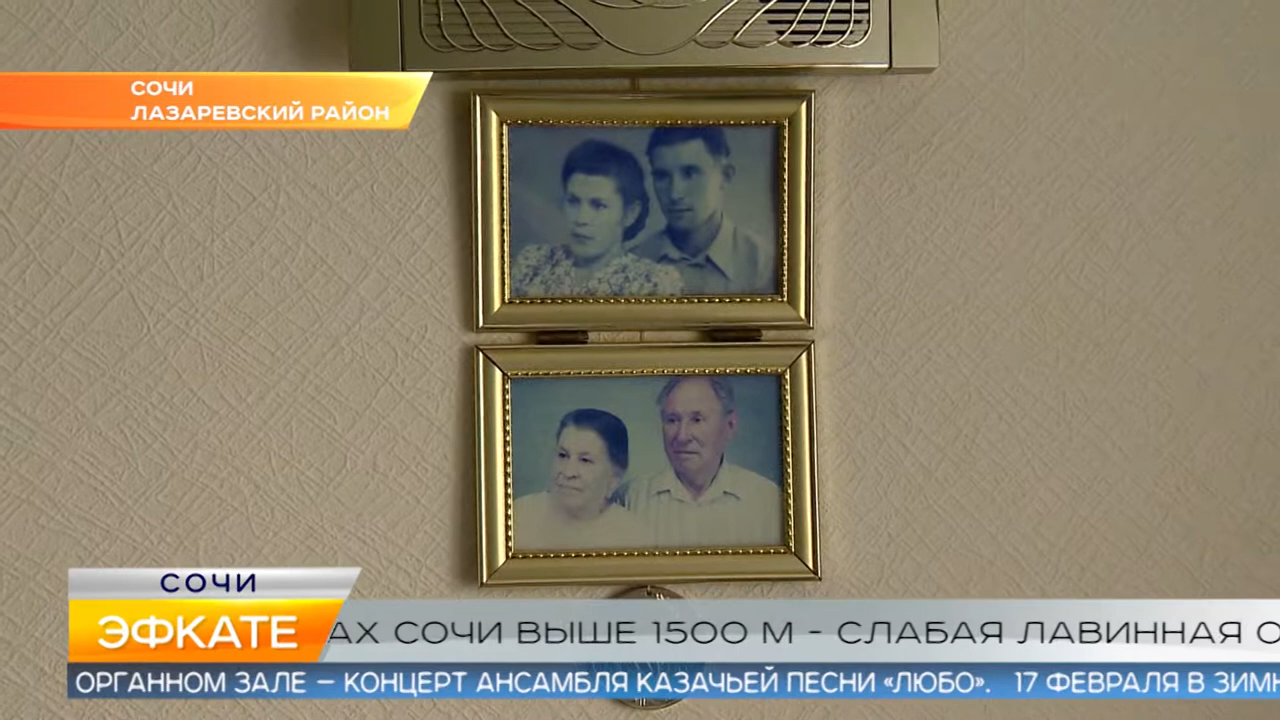 СОЧИ
ЛАЗАРЕВСКИЙ РАЙОН
СОЧИ
ЭФКАТЕ
АХ СОЧИ ВЫШЕ 1500 М - СЛАБАЯ ЛАВИННАЯ О
ОРГАННОМ ЗАЛЕ – КОНЦЕРТ АНСАМБЛЯ КАЗАЧЬЕЙ ПЕСНИ «ЛЮБО». 17 ФЕВРАЛЯ В ЗИМН